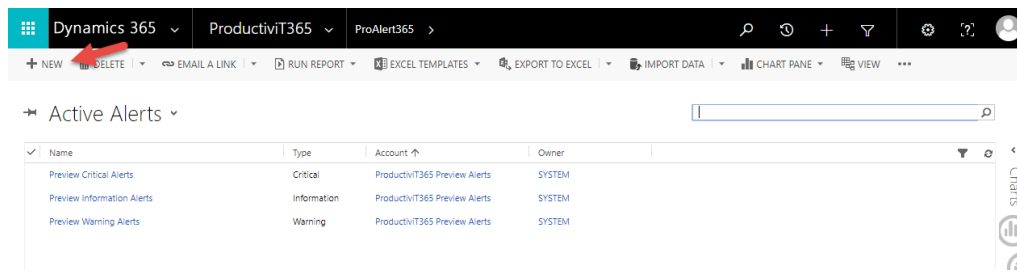 Dynamics 365 ProductiviT365 ProAlert365 >
+ NEW DELETE EMAIL A LINK RUN REPORT EXCEL TEMPLATES EXPORT TO EXCEL IMPORT DATA CHART PANE VIEW ...
Active Alerts
Name Type Account ↑ Owner
Preview Critical Alerts Critical ProductiviT365 Preview Alerts SYSTEM
Preview Information Alerts Information ProductiviT365 Preview Alerts SYSTEM
Preview Warning Alerts Warning ProductiviT365 Preview Alerts SYSTEM
Charts